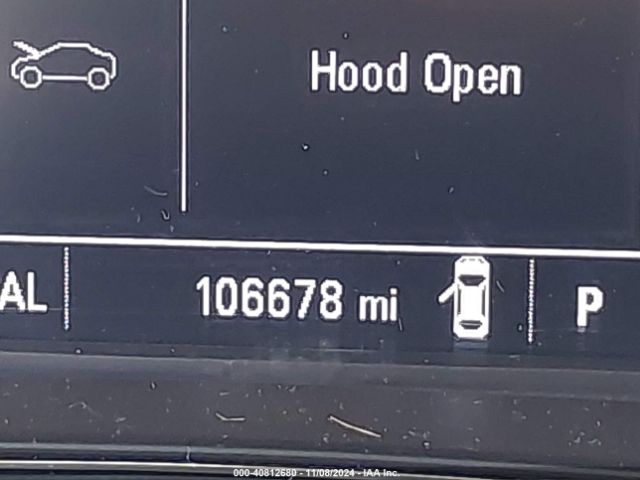 Hood Open
AL
106678 mi
P
000-40812680 - 11/08/2024 - IAA Inc.